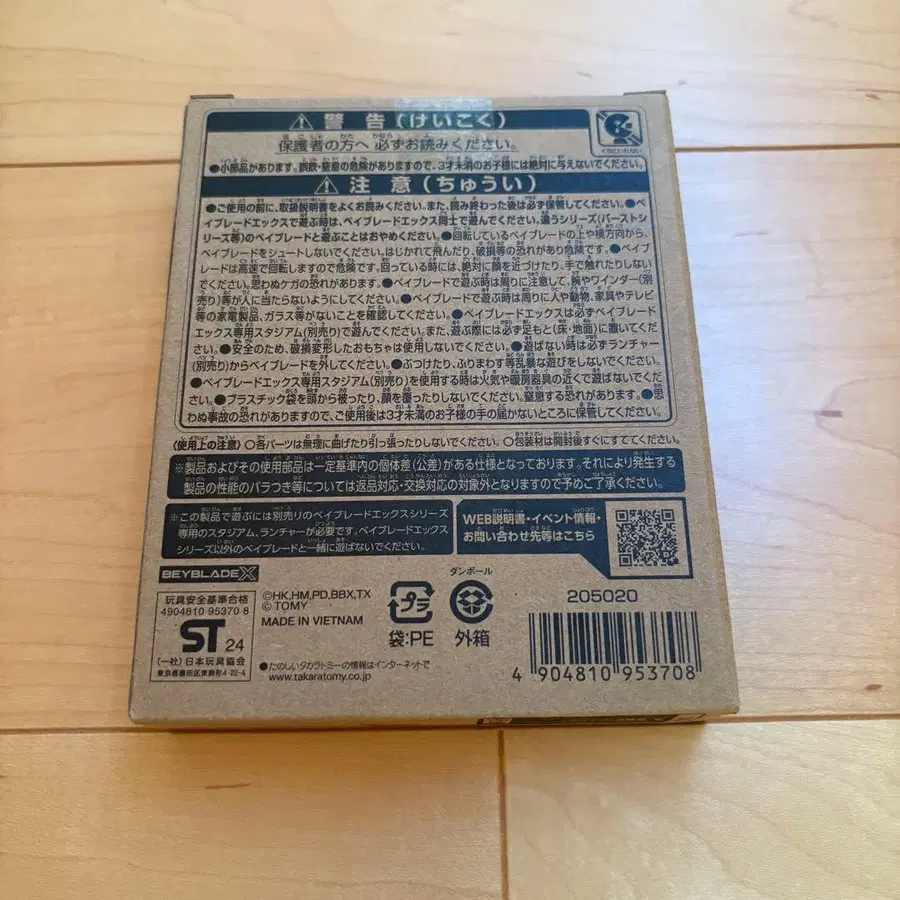 ⚠ 警告(けいこく)
保護者の方へ 必ずお読みください。
クチにいれない
●小部品があります。誤飲・窒息の危険がありますので、3才未満のお子様には絶対に与えないでください。
⚠ 注意(ちゅうい)
●ご使用の前に、取扱説明書をよくお読みください。また、読み終わった後は必ず保管してください。●ベイ
ブレードエックスで遊ぶ時は、ベイブレードエックス同士で遊んでください。違うシリーズ(バーストシ
リーズ等)のベイブレードと遊ぶことはおやめください。●回転しているベイブレードの上や横方向から、
ベイブレードをシュートしないでください。はじかれて飛んだり、破損等の恐れがあり危険です。●ベイブ
レードは高速で回転しますので危険です。回っている時には、絶対に顔を近づけたり、手で触れたりしない
でください。思わぬケガの恐れがあります。●ベイブレードで遊ぶ時は周りに注意して、腕やワインダー(別
売り)等が人に当たらないようにしてください。●ベイブレードで遊ぶ時は周りに人や動物、家具やテレビ
等の家電製品、ガラス等がないことを確認してください。●ベイブレードエックスは必ずベイブレード
エックス専用スタジアム(別売り)で遊んでください。また、遊ぶ際には必ず足もと(床・地面)に置いてくだ
さい。●安全のため、破損変形したおもちゃは使用しないでください。●遊ばない時は必ずランチャー
(別売り)からベイブレードを外してください。●ぶつけたり、ふりまわす等乱暴な遊びをしないでください。
●ベイブレードエックス専用スタジアム(別売り)を使用する時は火気や暖房器具の近くで遊ばないでくだ
さい。●プラスチック袋を頭から被ったり、顔を覆ったりしないでください。窒息する恐れがあります。●思
わぬ事故の恐れがありますので、ご使用後は3才未満のお子様の手の届かないところに保管してください。
〈使用上の注意〉○各パーツは無理に曲げたり引っ張ったりしないでください。○包装材は開封後すぐにすててください。
※製品およびその使用部品は一定基準内の個体差(公差)がある仕様となっております。それにより発生する
製品の性能のバラつき等については返品対応・交換対応の対象外となりますので予めご了承ください。
※この製品で遊ぶには別売りのベイブレードエックスシリーズ
専用のスタジアム、ランチャーが必要です。ベイブレードエックス
シリーズ以外のベイブレードと一緒に遊ばないでください。
WEB説明書・イベント情報・
お問い合わせ先等はこちら
BEYBLADE X
玩具安全基準合格
4904810 95370 8
ST 24
(一社)日本玩具協会
東京都墨田区東駒形4-22-4
©HK,HM,PD,BBX,TX
© TOMY
MADE IN VIETNAM
●たのしいタカラトミーの情報はインターネットで
www.takaratomy.co.jp
プラ
袋:PE
ダンボール
外箱
205020
4 904810 953708